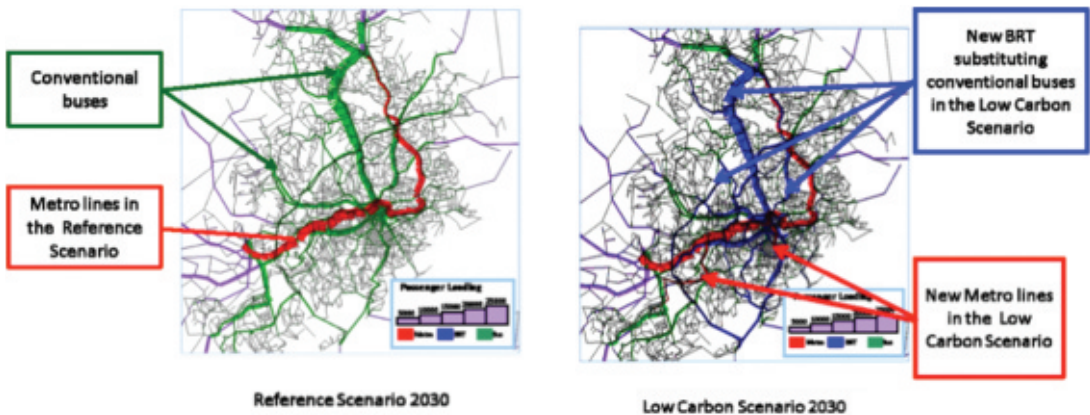 Conventional
buses
Metro lines in
the Reference
Scenario
Passenger Loading
Metro BRT Bus
Reference Scenario 2030
New BRT
substituting
conventional buses
in the Low Carbon
Scenario
New Metro lines
in the Low
Carbon Scenario
Loading
BRT Bus
Low Carbon Scenario 2030